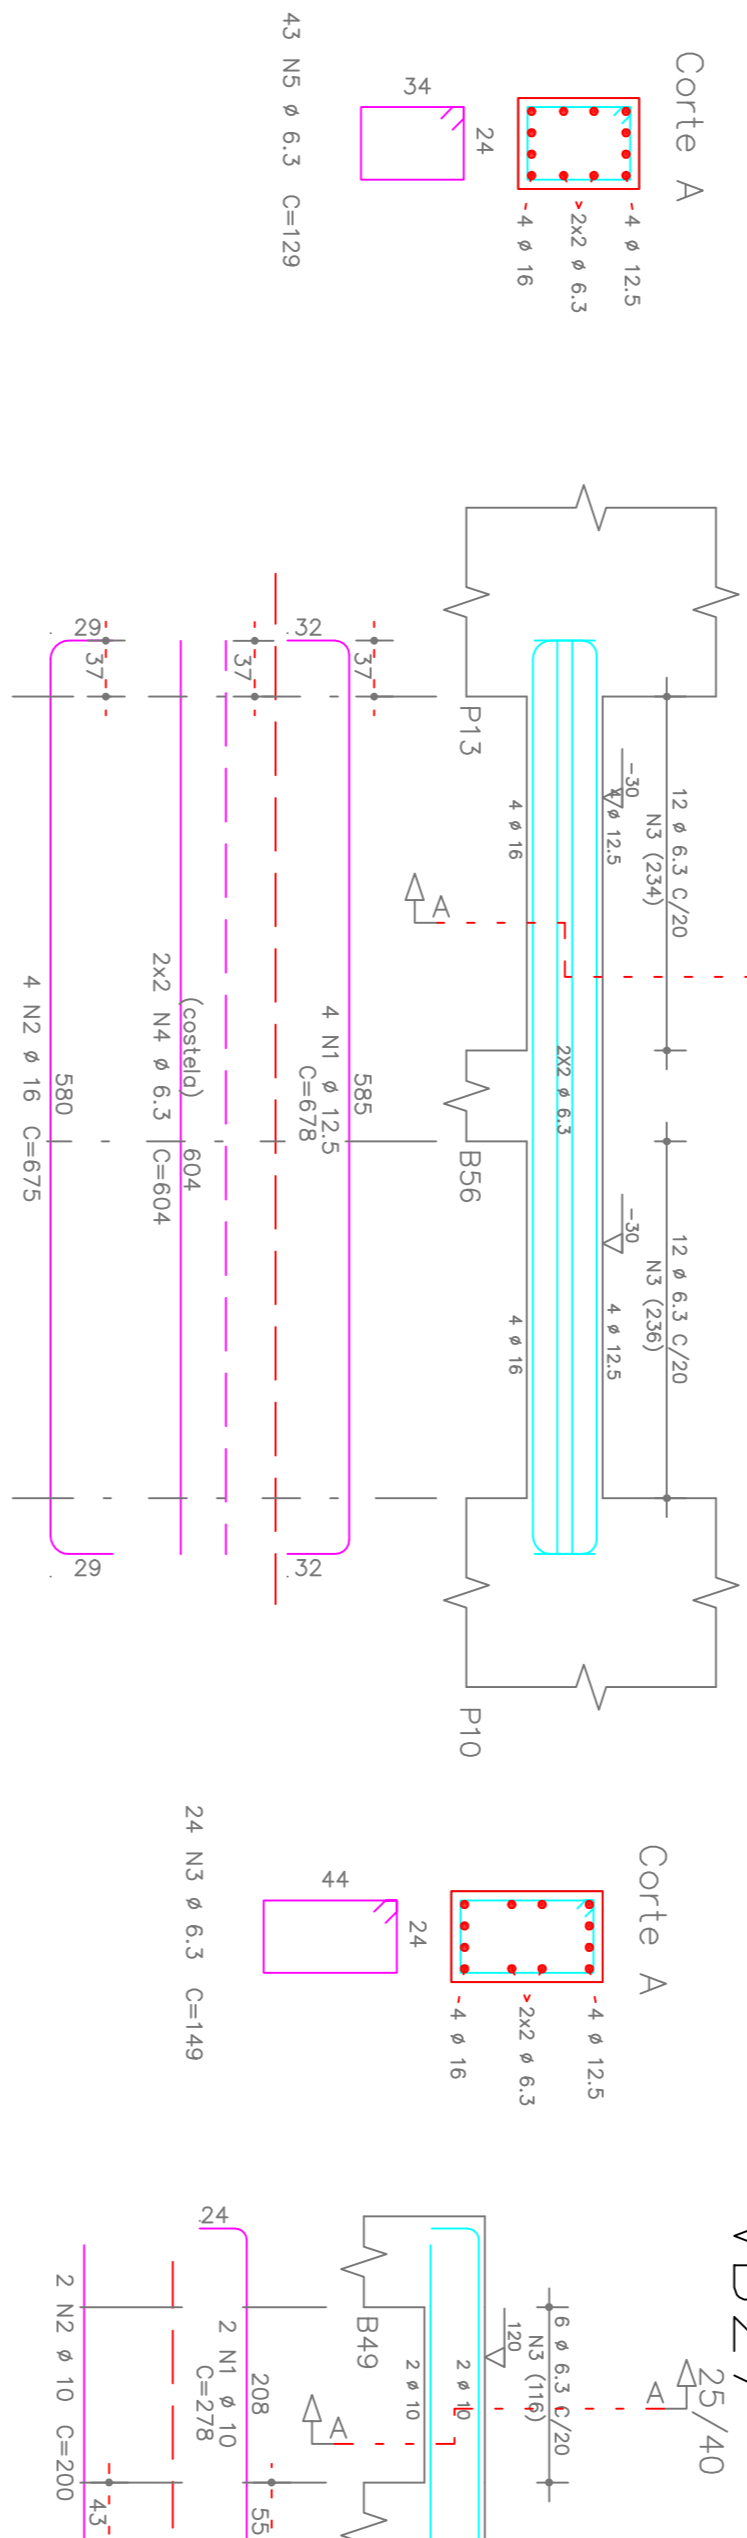 Corte A
4 ø 12.5
2x2 ø 6.3
4 ø 16
34
24
43 N5 ø 6.3 C=129
12 ø 6.3 C/20
N3 (234)
12 ø 6.3 C/20
N3 (236)
-30
ø 12.5
-30
4 ø 12.5
2X2 ø 6.3
4 ø 16
4 ø 16
A
P13
B56
P10
37
32
585
32
4 N1 ø 12.5
C=678
37
(costela)
604
2x2 N4 ø 6.3 C=604
37
29
580
29
4 N2 ø 16 C=675
Corte A
4 ø 12.5
2x2 ø 6.3
4 ø 16
44
24
24 N3 ø 6.3 C=149
25/40
A
6 ø 6.3 C/20
N3 (116)
120
2 ø 10
2 ø 10
A
B49
24
208
55
2 N1 ø 10
C=278
43
2 N2 ø 10 C=200